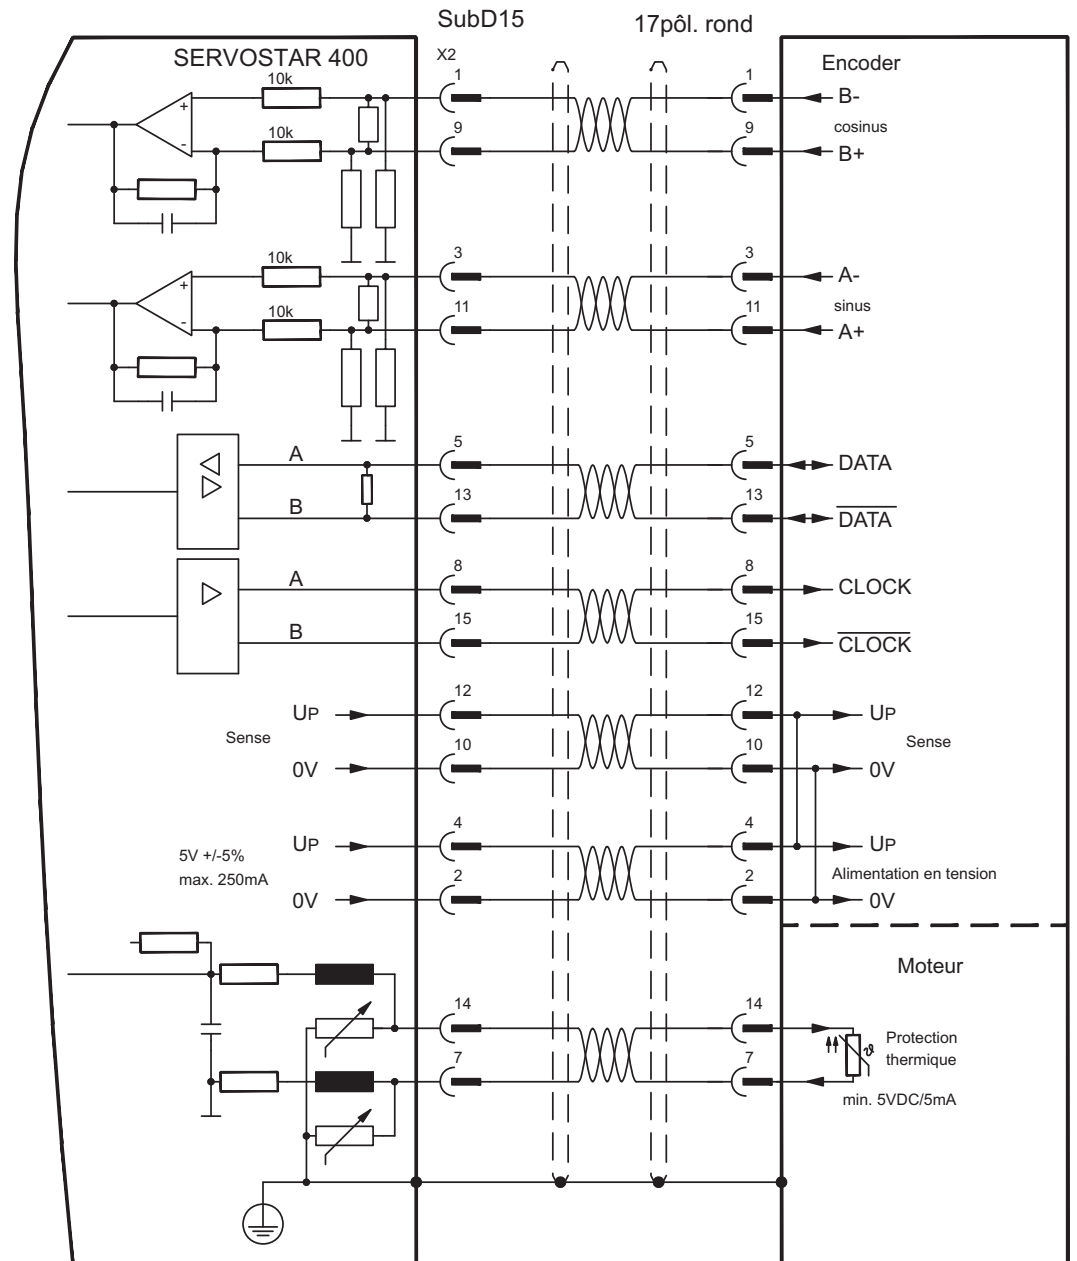 SubD15
17pôl. rond
SERVOSTAR 400
X2
Encoder
10k
1
1
B-
+
cosinus
10k
9
9
B+
-
10k
3
3
A-
+
sinus
10k
11
11
A+
-
A
5
5
DATA
B
13
13
DATA
A
8
8
CLOCK
B
15
15
CLOCK
UP
12
12
UP
Sense
Sense
0V
10
10
0V
UP
4
4
UP
5V +/-5%
max. 250mA
Alimentation en tension
0V
2
2
0V
Moteur
14
14
Protection
thermique
ϑ
7
7
min. 5VDC/5mA